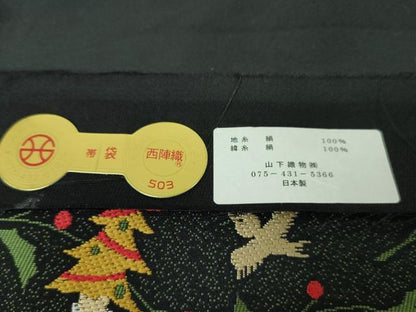 帯 袋
西陣織
503
地糸 絹 100%
緯糸 絹 100%
山下織物㈱
075-431-5366
日本製